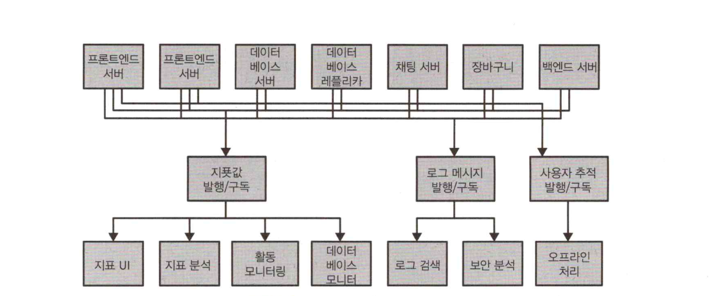 프론트엔드
서버
프론트엔드
서버
데이터
베이스
서버
데이터
베이스
레플리카
채팅 서버
장바구니
백엔드 서버
지푯값
발행/구독
로그 메시지
발행/구독
사용자 추적
발행/구독
지표 UI
지표 분석
활동
모니터링
데이터
베이스
모니터
로그 검색
보안 분석
오프라인
처리